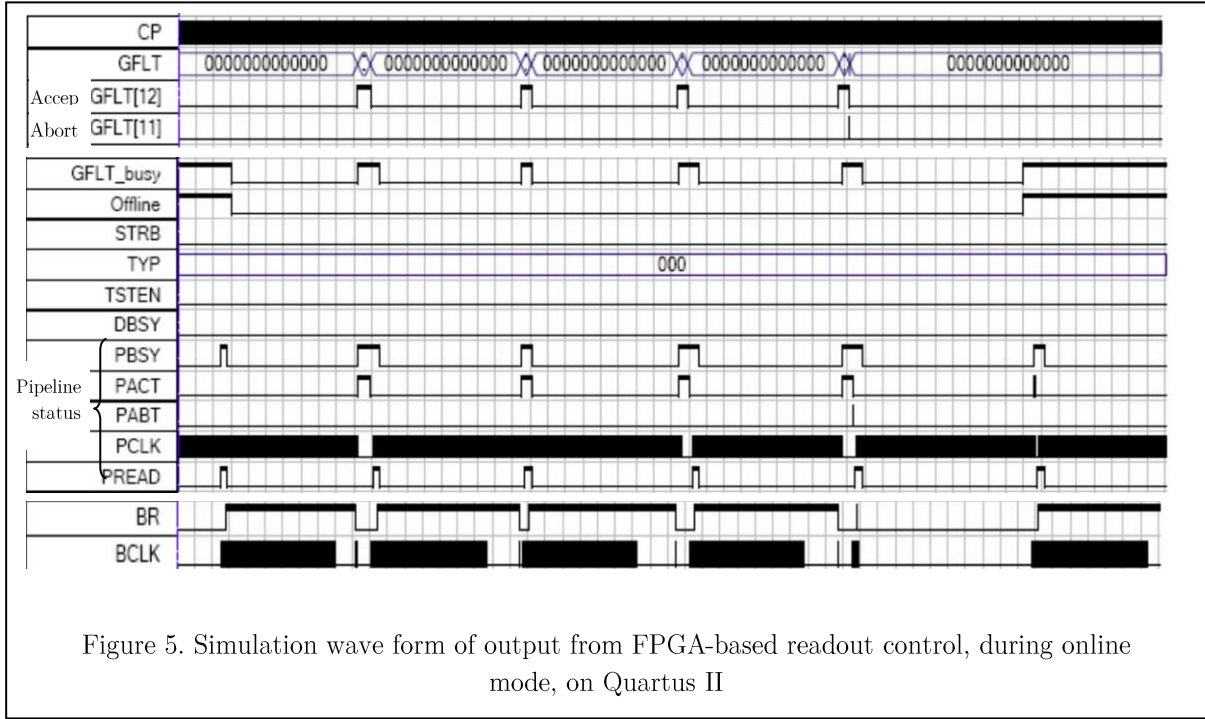 CP
GFLT 0000000000000 0000000000000 0000000000000 0000000000000 0000000000000
Accep GFLT[12]
Abort GFLT[11]
GFLT_busy
Offline
STRB
TYP 000
TSTEN
DBSY
PBSY
Pipeline PACT
status PABT
PCLK
PREAD
BR
BCLK
Figure 5. Simulation wave form of output from FPGA-based readout control, during online
mode, on Quartus II